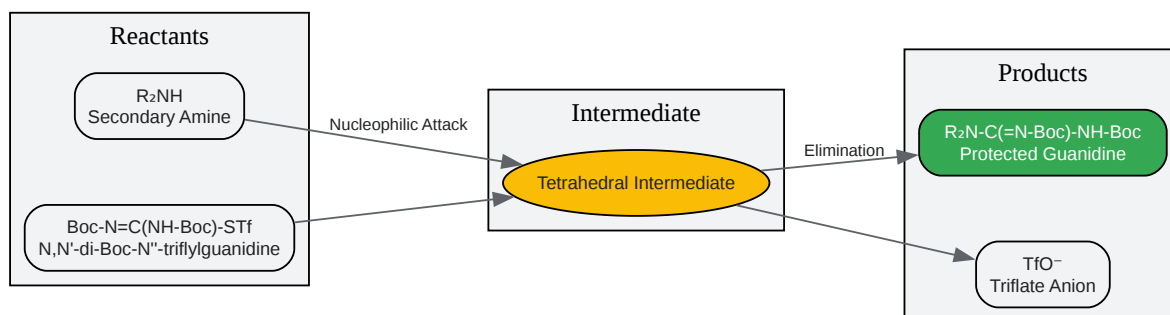 Reactants
R₂NH
Secondary Amine
Boc-N=C(NH-Boc)-STf
N,N'-di-Boc-N''-triflylguanidine
Nucleophilic Attack
Intermediate
Tetrahedral Intermediate
Elimination
Products
R₂N-C(=N-Boc)-NH-Boc
Protected Guanidine
TfO⁻
Triflate Anion